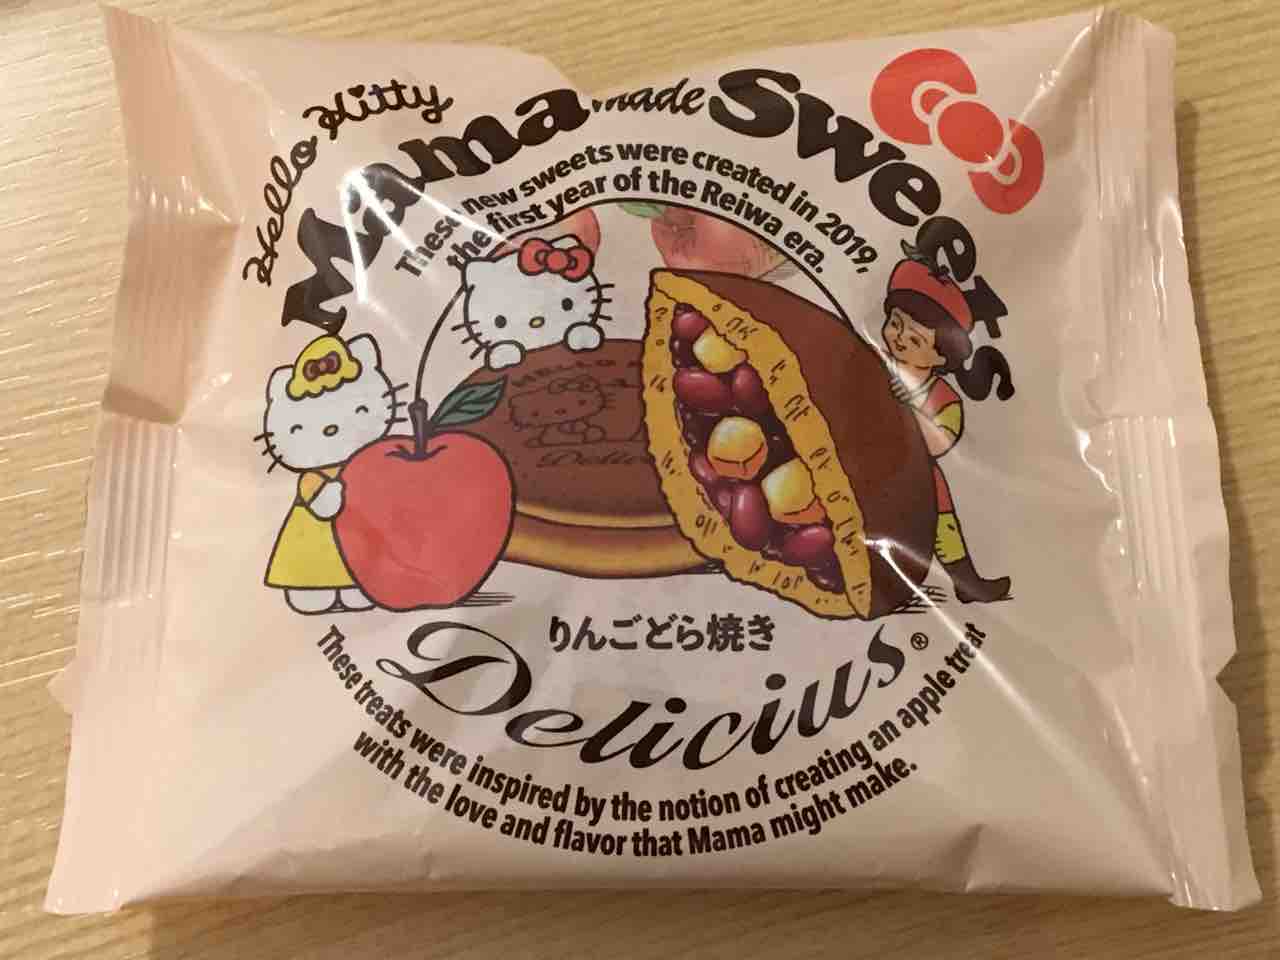 Hello Kitty
Mama made Sweets
These new sweets were created in 2019,
the first year of the Reiwa era.
HELLO
Delici
りんごどら焼き
Delicius®
These treats were inspired by the notion of creating an apple treat
with the love and flavor that Mama might make.